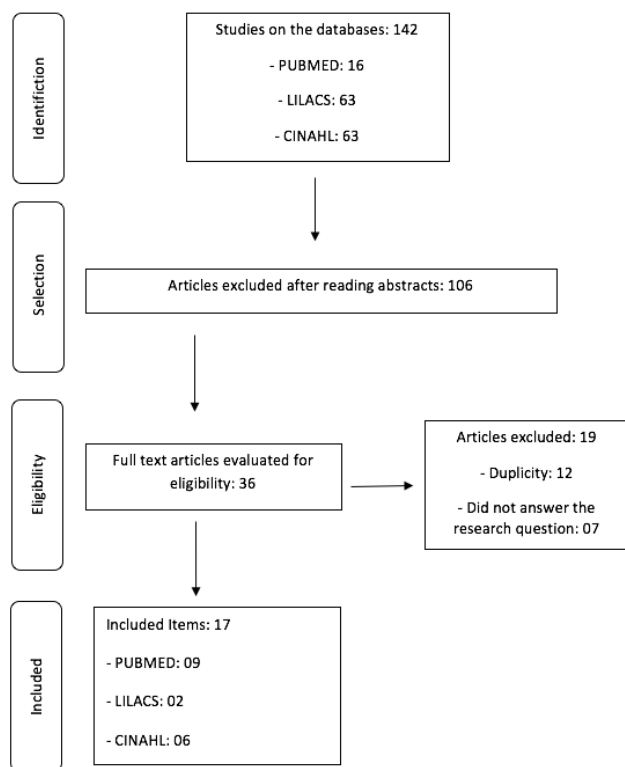 Identifiction
Studies on the databases: 142
- PUBMED: 16
- LILACS: 63
- CINAHL: 63
Selection
Articles excluded after reading abstracts: 106
Eligibility
Full text articles evaluated for
eligibility: 36
Articles excluded: 19
- Duplicity: 12
- Did not answer the
research question: 07
Included
Included Items: 17
- PUBMED: 09
- LILACS: 02
- CINAHL: 06